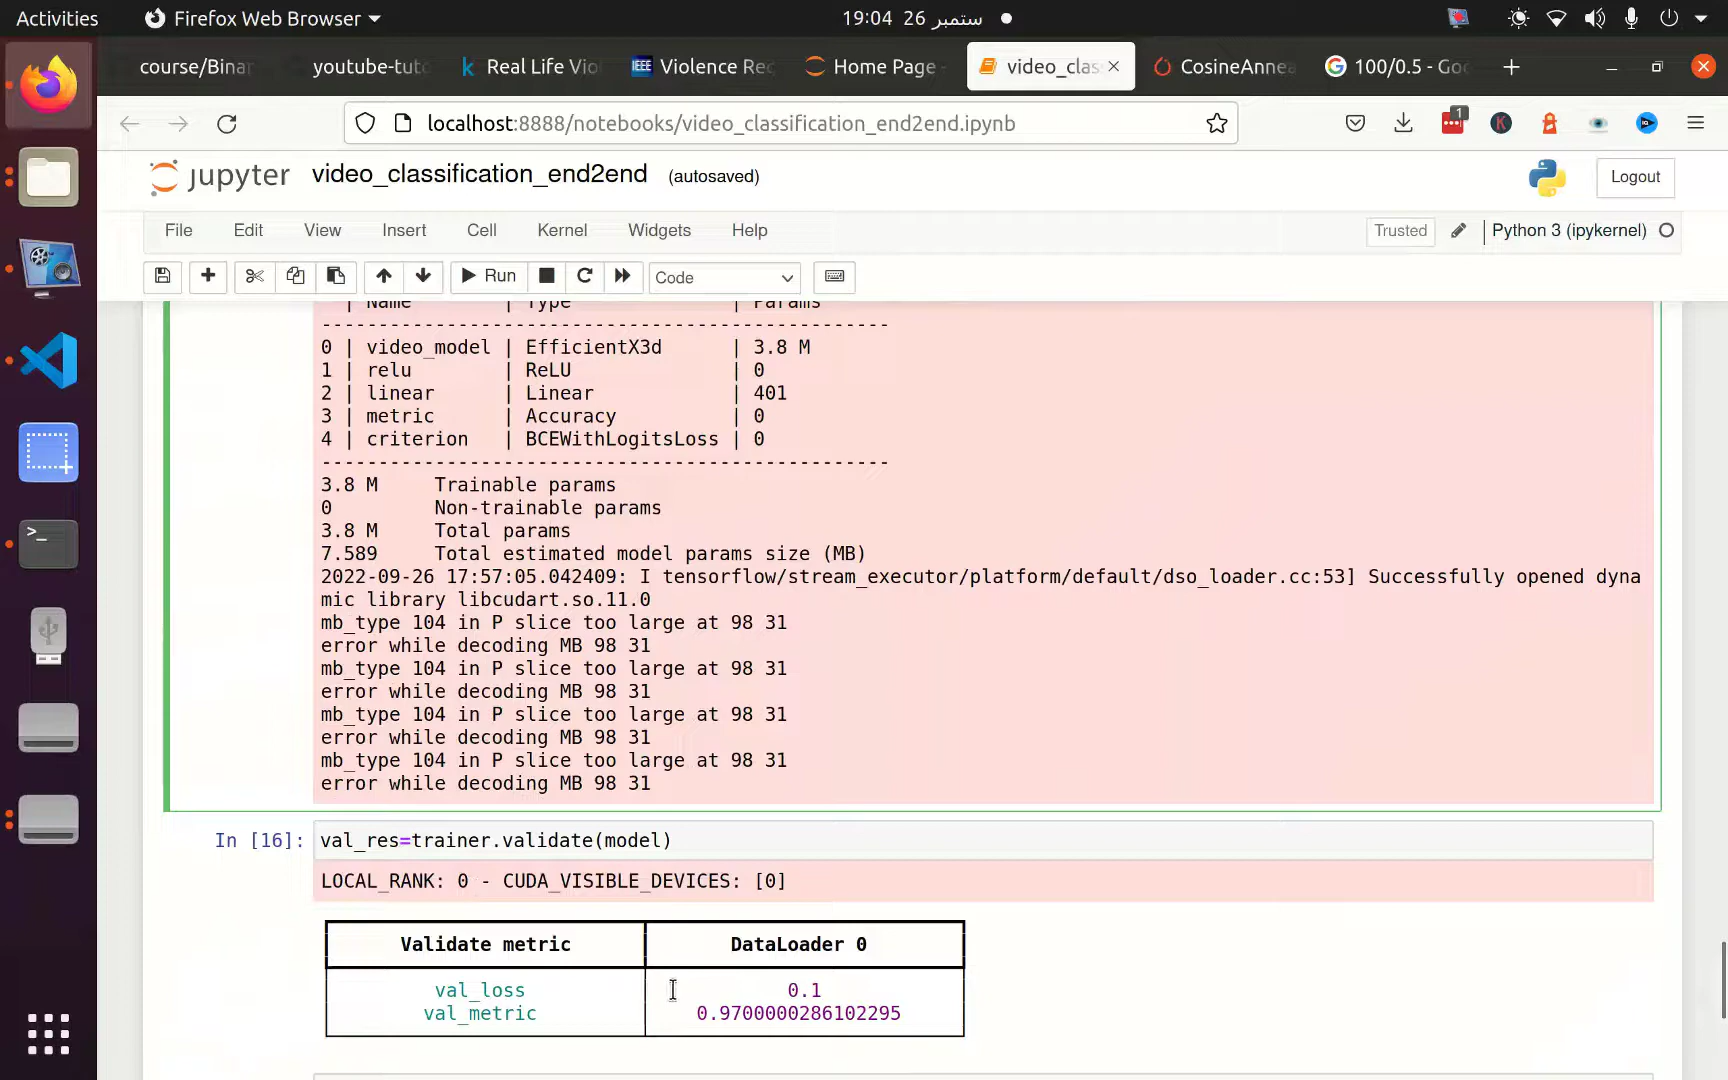 Activities
Firefox Web Browser
19:04 26 ستمبر
course/Binar
youtube-tuto
Real Life Vio
IEEE Violence Rec
Home Page -
video_clas
CosineAnnea
100/0.5 - Goo
localhost:8888/notebooks/video_classification_end2end.ipynb
1
jupyter
video_classification_end2end
(autosaved)
Logout
File
Edit
View
Insert
Cell
Kernel
Widgets
Help
Trusted
Python 3 (ipykernel)
Run
Code
| Name | Type | Params
--------------------------------------------------
0 | video_model | EfficientX3d | 3.8 M
1 | relu | ReLU | 0
2 | linear | Linear | 401
3 | metric | Accuracy | 0
4 | criterion | BCEWithLogitsLoss | 0
--------------------------------------------------
3.8 M Trainable params
0 Non-trainable params
3.8 M Total params
7.589 Total estimated model params size (MB)
2022-09-26 17:57:05.042409: I tensorflow/stream_executor/platform/default/dso_loader.cc:53] Successfully opened dyna
mic library libcudart.so.11.0
mb_type 104 in P slice too large at 98 31
error while decoding MB 98 31
mb_type 104 in P slice too large at 98 31
error while decoding MB 98 31
mb_type 104 in P slice too large at 98 31
error while decoding MB 98 31
mb_type 104 in P slice too large at 98 31
error while decoding MB 98 31
In [16]: val_res=trainer.validate(model)
LOCAL_RANK: 0 - CUDA_VISIBLE_DEVICES: [0]
Validate metric DataLoader 0
val_loss 0.1
val_metric 0.9700000286102295